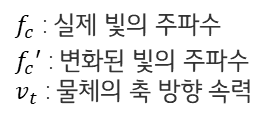 f_c : 실제 빛의 주파수
f_c′ : 변화된 빛의 주파수
v_t : 물체의 축 방향 속력